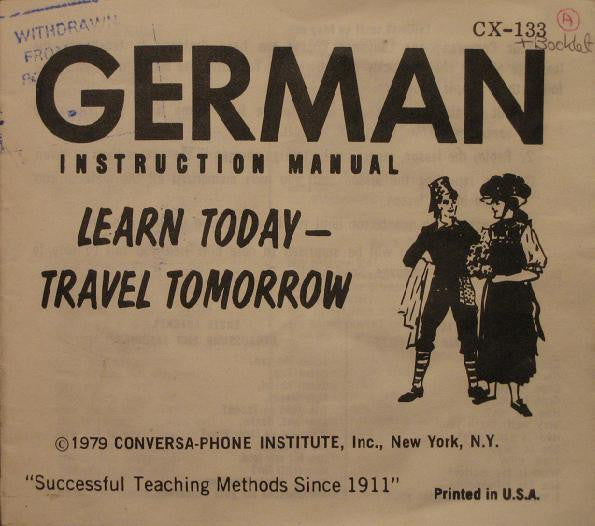 WITHDRAWN
FROM
CX-133
A
+Booklet
GERMAN
INSTRUCTION MANUAL
LEARN TODAY—
TRAVEL TOMORROW
©1979 CONVERSA-PHONE INSTITUTE, Inc., New York, N.Y.
"Successful Teaching Methods Since 1911"
Printed in U.S.A.